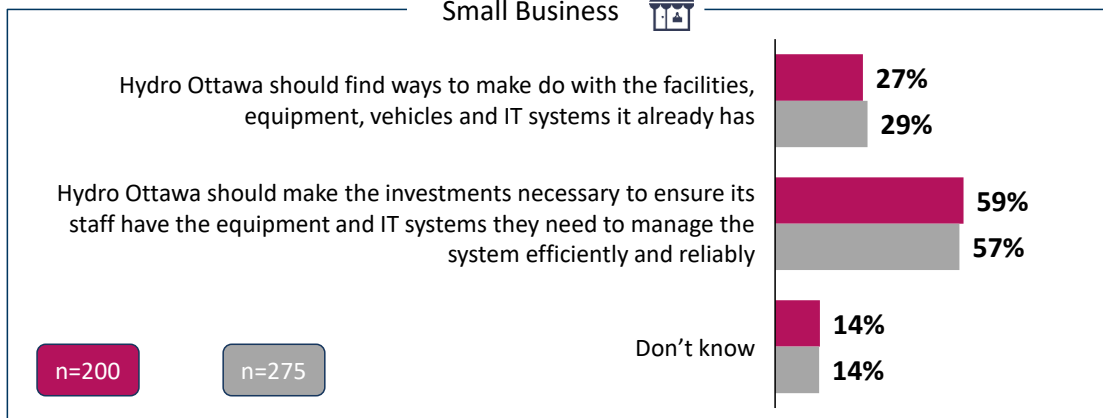 Small Business
Hydro Ottawa should find ways to make do with the facilities,
equipment, vehicles and IT systems it already has
27%
29%
Hydro Ottawa should make the investments necessary to ensure its
staff have the equipment and IT systems they need to manage the
system efficiently and reliably
59%
57%
Don’t know
14%
14%
n=200
n=275